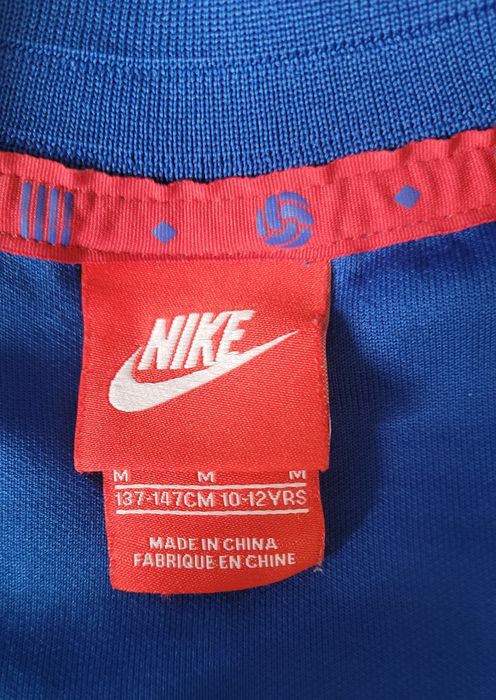 NIKE
M M M
137-147CM 10-12YRS
MADE IN CHINA
FABRIQUE EN CHINE